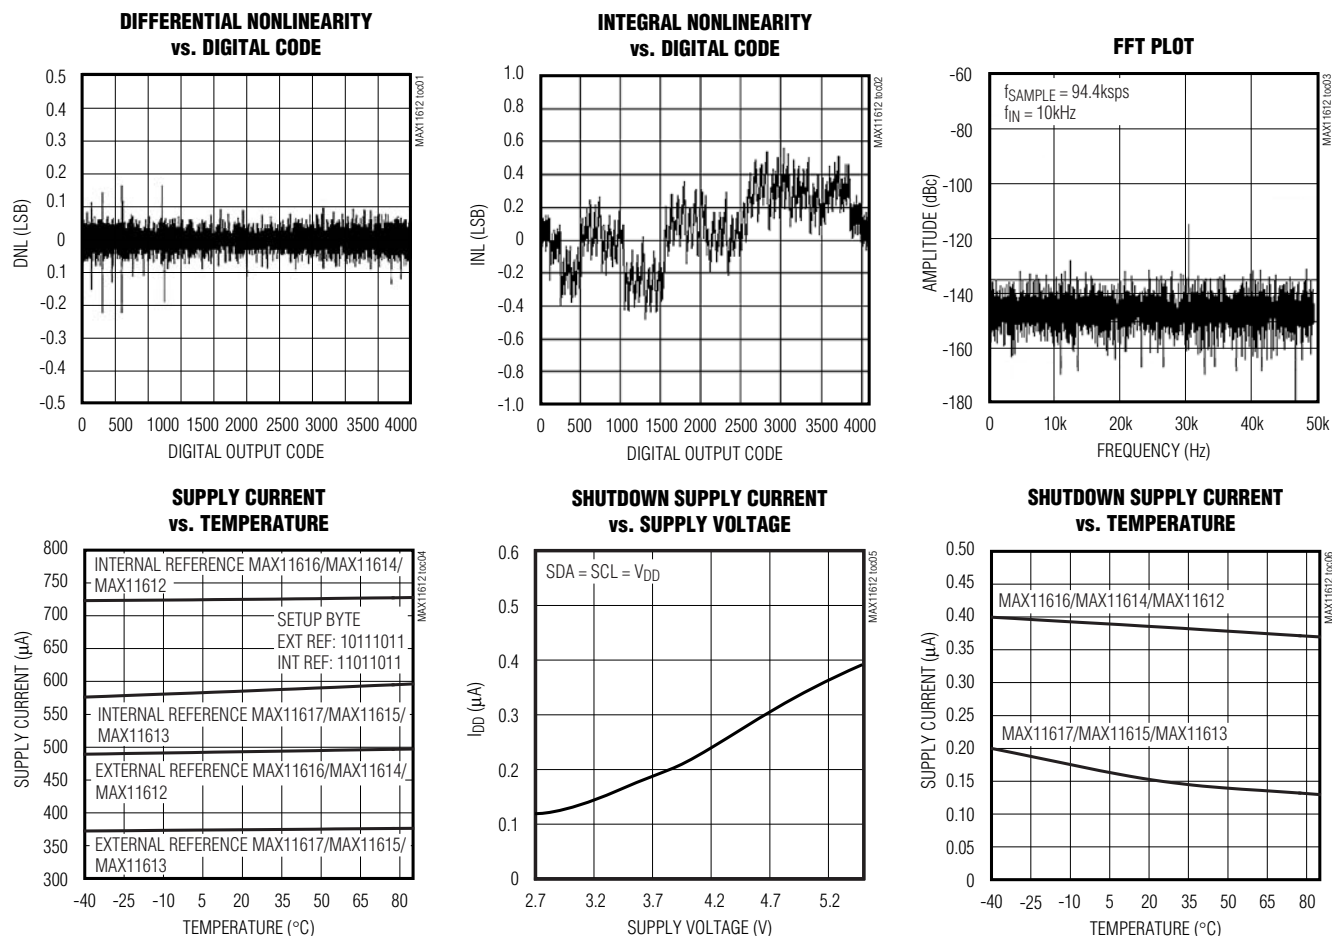 DIFFERENTIAL NONLINEARITY
vs. DIGITAL CODE
MAX11612 toc01
DNL (LSB)
0.5
0.4
0.3
0.2
0.1
0
0.1
-0.2
-0.3
-0.4
-0.5
0 500 1000 1500 2000 2500 3000 3500 4000
DIGITAL OUTPUT CODE
INTEGRAL NONLINEARITY
vs. DIGITAL CODE
MAX11612 toc02
INL (LSB)
1.0
0.8
0.6
0.4
0.2
0
-0.2
-0.4
-0.6
-0.8
-1.0
0 500 1000 1500 2000 2500 3000 3500 4000
DIGITAL OUTPUT CODE
FFT PLOT
MAX11612 toc03
fSAMPLE = 94.4ksps
fIN = 10kHz
AMPLITUDE (dBc)
-60
-80
-100
-120
-140
-160
-180
0 10k 20k 30k 40k 50k
FREQUENCY (Hz)
SUPPLY CURRENT
vs. TEMPERATURE
MAX11612 toc04
SUPPLY CURRENT (µA)
800
750
700
650
600
550
500
450
400
350
300
INTERNAL REFERENCE MAX11616/MAX11614/
MAX11612
SETUP BYTE
EXT REF: 10111011
INT REF: 11011011
INTERNAL REFERENCE MAX11617/MAX11615/
MAX11613
EXTERNAL REFERENCE MAX11616/MAX11614/
MAX11612
EXTERNAL REFERENCE MAX11617/MAX11615/
MAX11613
-40 -25 -10 5 20 35 50 65 80
TEMPERATURE (°C)
SHUTDOWN SUPPLY CURRENT
vs. SUPPLY VOLTAGE
MAX11612 toc05
SDA = SCL = VDD
IDD (µA)
0.6
0.5
0.4
0.3
0.2
0.1
0
2.7 3.2 3.7 4.2 4.7 5.2
SUPPLY VOLTAGE (V)
SHUTDOWN SUPPLY CURRENT
vs. TEMPERATURE
MAX11612 toc06
SUPPLY CURRENT (µA)
0.50
0.45
0.40
0.35
0.30
0.25
0.20
0.15
0.10
0.05
0
MAX11616/MAX11614/MAX11612
MAX11617/MAX11615/MAX11613
-40 -25 -10 5 20 35 50 65 80
TEMPERATURE (°C)